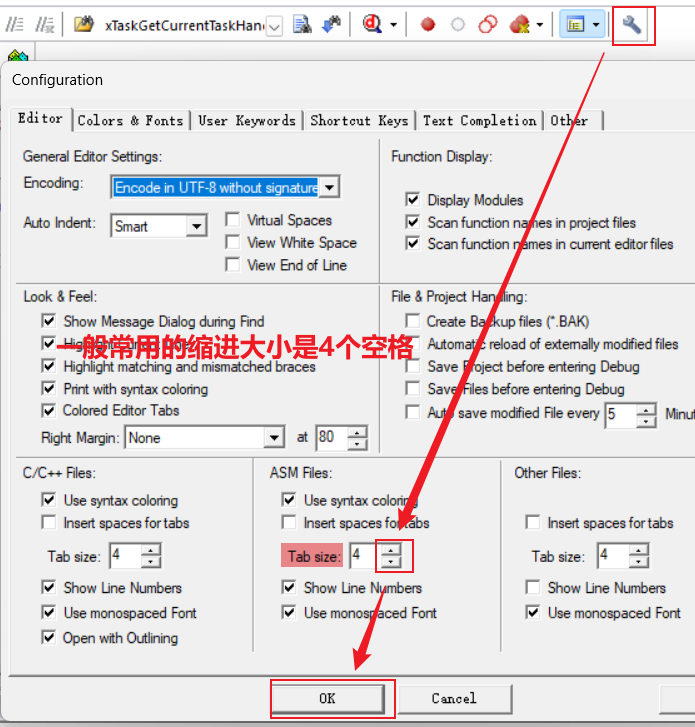 xTaskGetCurrentTaskHan
Configuration
Editor
Colors & Fonts
User Keywords
Shortcut Keys
Text Completion
Other
General Editor Settings:
Encoding:
Encode in UTF-8 without signature
Auto Indent:
Smart
Virtual Spaces
View White Space
View End of Line
Function Display:
Display Modules
Scan function names in project files
Scan function names in current editor files
Look & Feel:
Show Message Dialog during Find
一般常用的缩进大小是4个空格
Highlight matching and mismatched braces
Print with syntax coloring
Colored Editor Tabs
Right Margin:
None
at
80
File & Project Handling:
Create Backup files (*.BAK)
Automatic reload of externally modified files
Save Project before entering Debug
Save Files before entering Debug
Auto save modified File every
5
Minut
C/C++ Files:
Use syntax coloring
Insert spaces for tabs
Tab size:
4
Show Line Numbers
Use monospaced Font
Open with Outlining
ASM Files:
Use syntax coloring
Insert spaces for tabs
Tab size:
4
Show Line Numbers
Use monospaced Font
Other Files:
Insert spaces for tabs
Tab size:
4
Show Line Numbers
Use monospaced Font
OK
Cancel